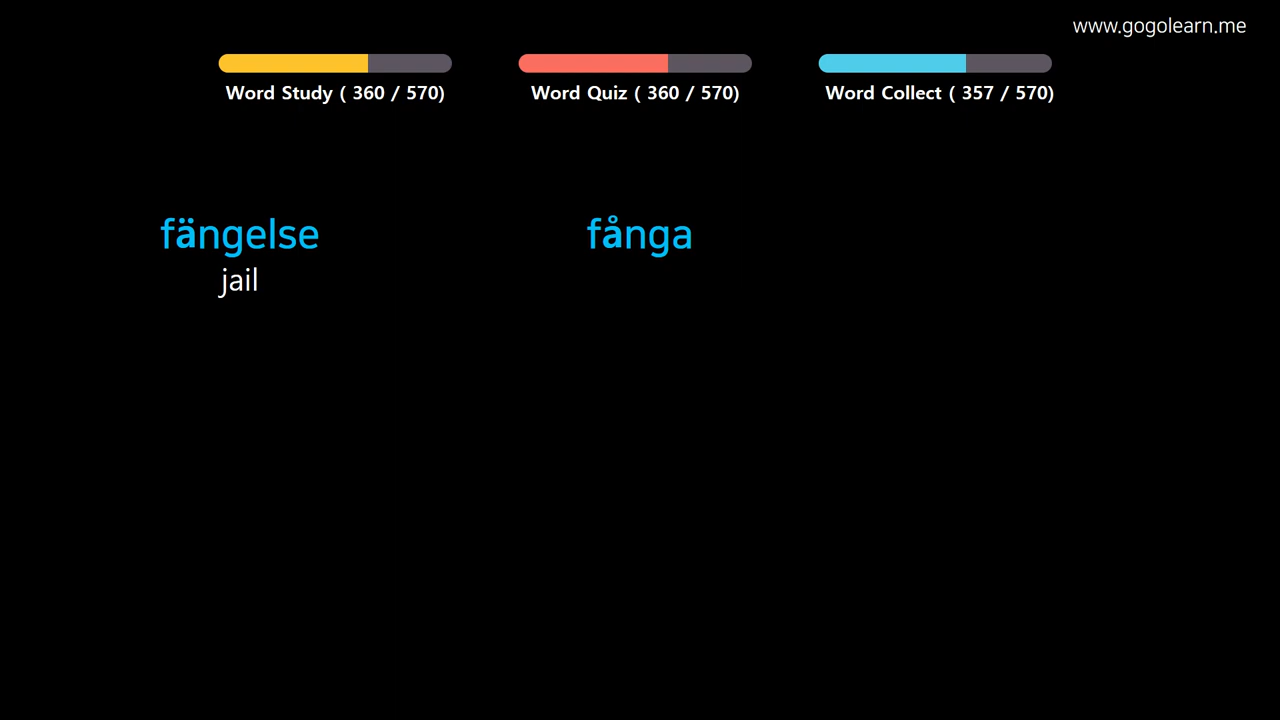 www.gogolearn.me
Word Study ( 360 / 570)
Word Quiz ( 360 / 570)
Word Collect ( 357 / 570)
fängelse
jail
fånga